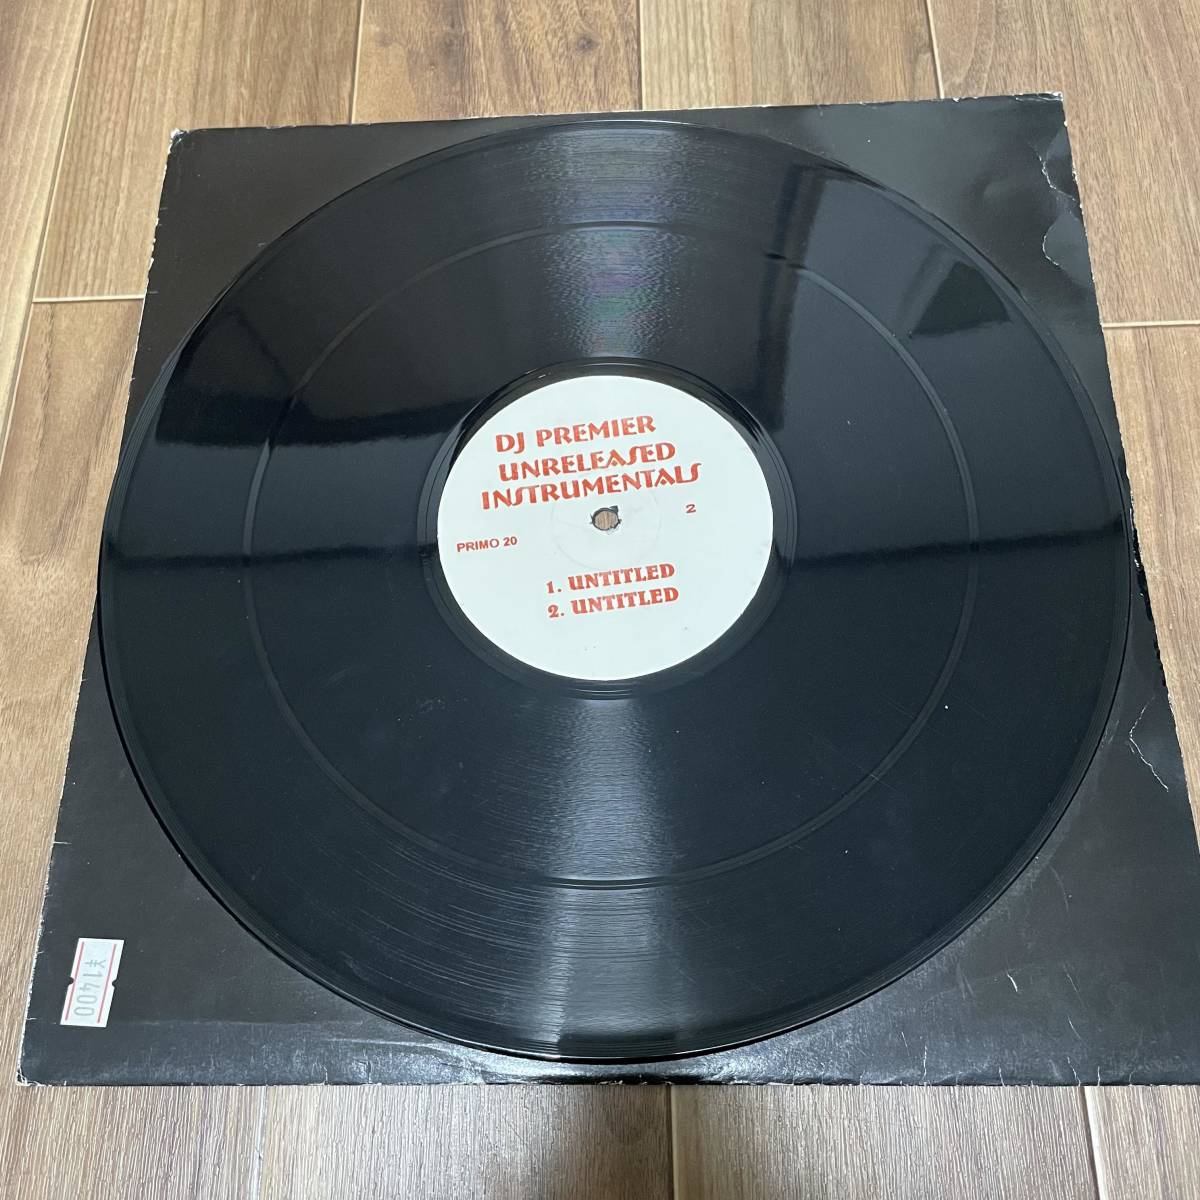 DJ PREMIER
UNRELEASED
INSTRUMENTALS
2
PRIMO 20
1. UNTITLED
2. UNTITLED
¥1400